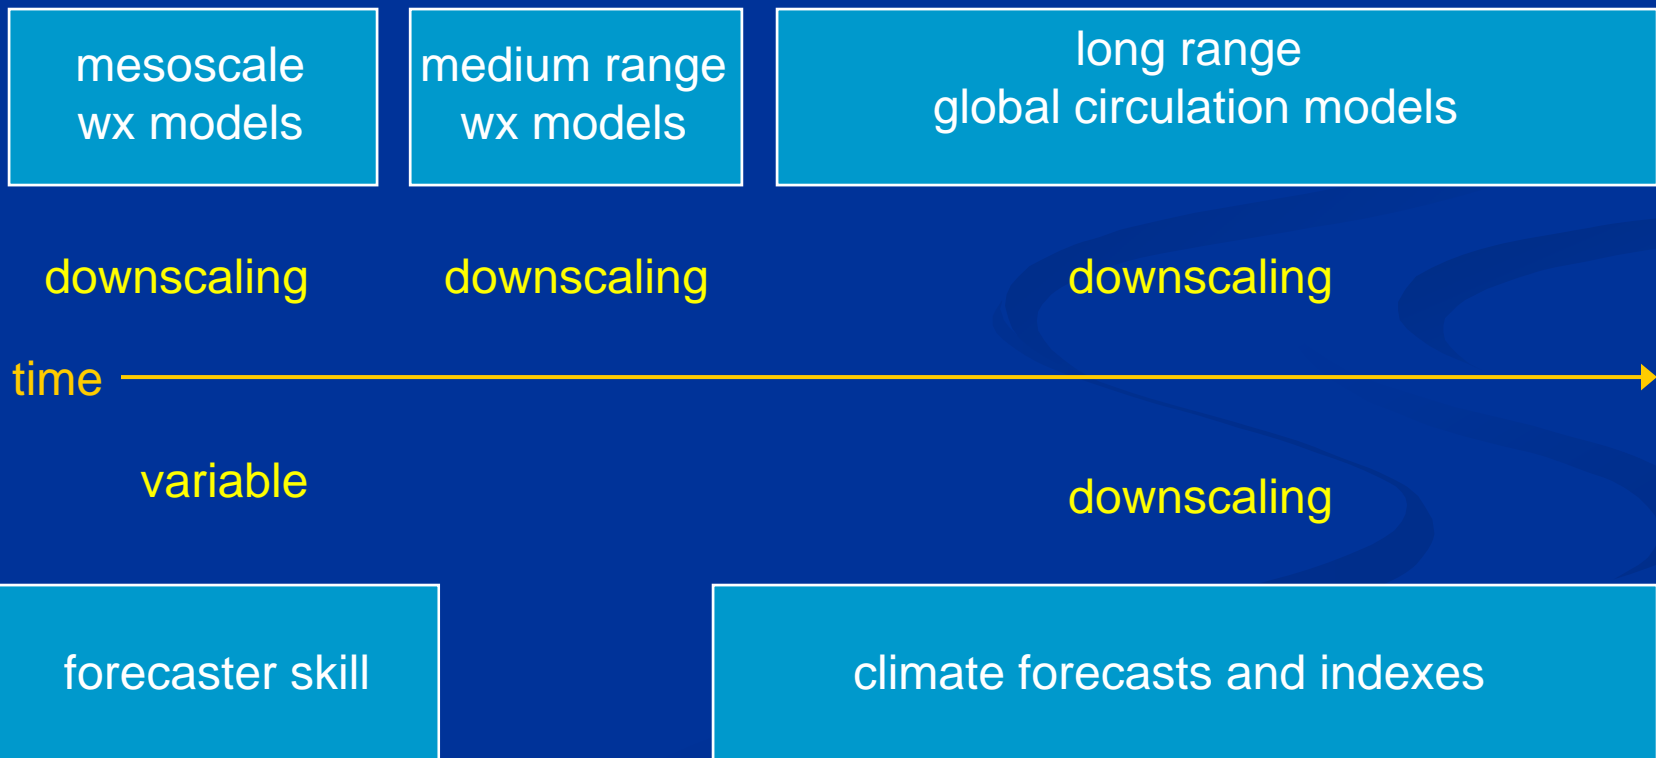 mesoscale
wx models
medium range
wx models
long range
global circulation models
downscaling
downscaling
downscaling
time
variable
downscaling
forecaster skill
climate forecasts and indexes